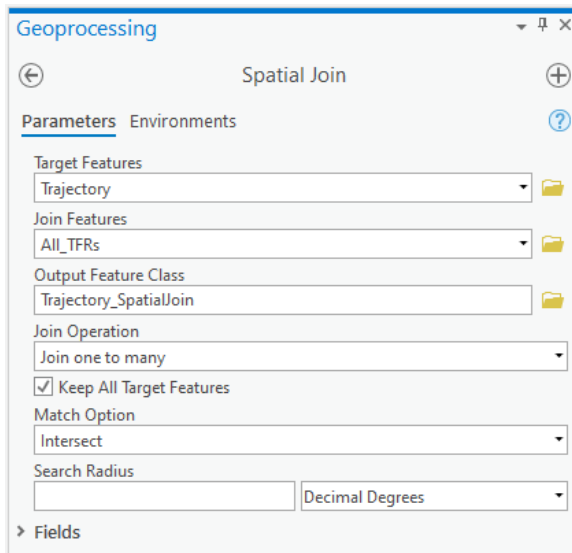 Geoprocessing
Spatial Join
Parameters Environments
Target Features
Trajectory
Join Features
All_TFRs
Output Feature Class
Trajectory_SpatialJoin
Join Operation
Join one to many
Keep All Target Features
Match Option
Intersect
Search Radius
Decimal Degrees
Fields